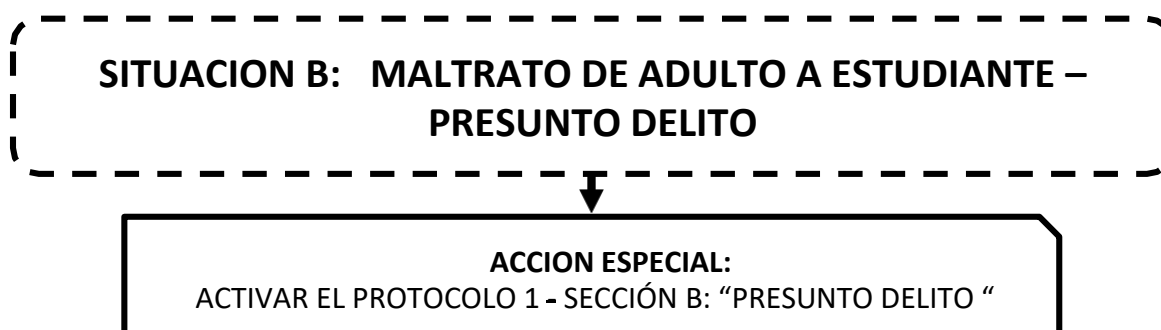 SITUACION B:   MALTRATO DE ADULTO A ESTUDIANTE –
PRESUNTO DELITO
ACCION ESPECIAL:
ACTIVAR EL PROTOCOLO 1 - SECCIÓN B: “PRESUNTO DELITO “